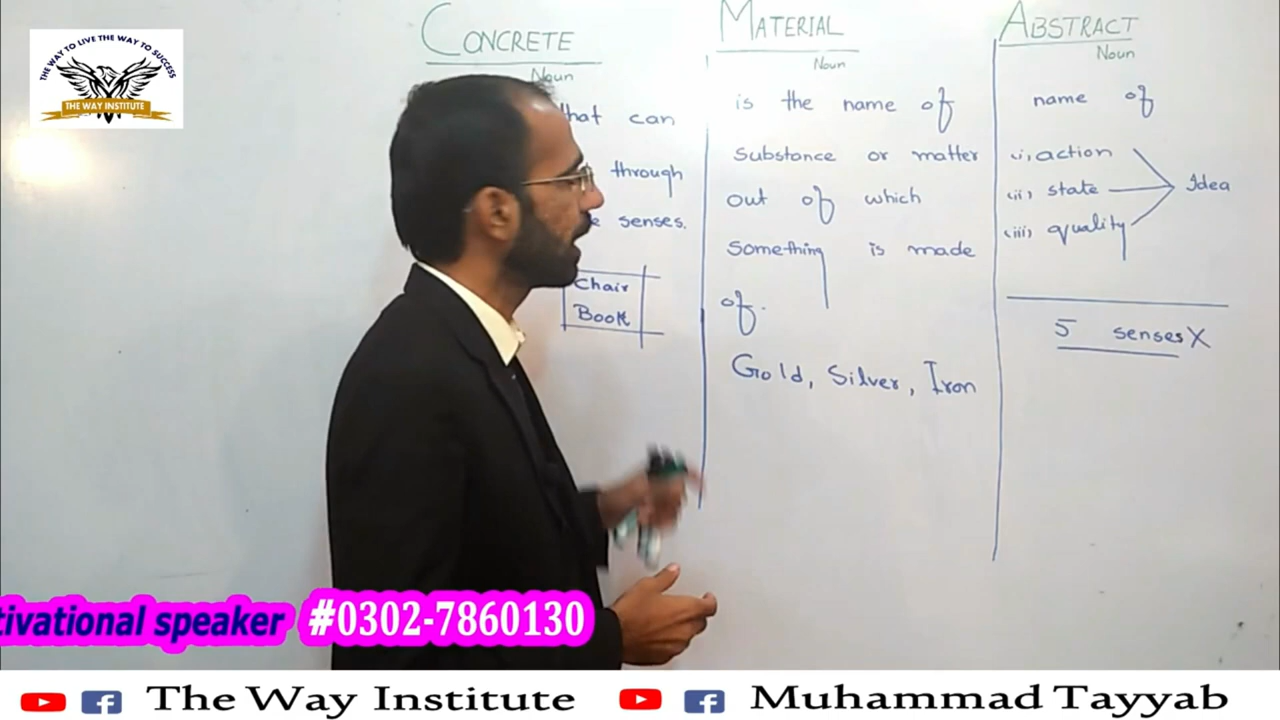 THE WAY TO LIVE THE WAY TO SUCCESS
THE WAY INSTITUTE
CONCRETE
Noun
that can
through
senses.
Chair
Book
MATERIAL
Noun
is the name of
Substance or matter
out of which
Something is made
of.
Gold, Silver, Iron
ABSTRACT
Noun
name of
(i) action
(ii) state
(iii) quality
Idea
5 senses X
tivational speaker #0302-7860130
The Way Institute
Muhammad Tayyab